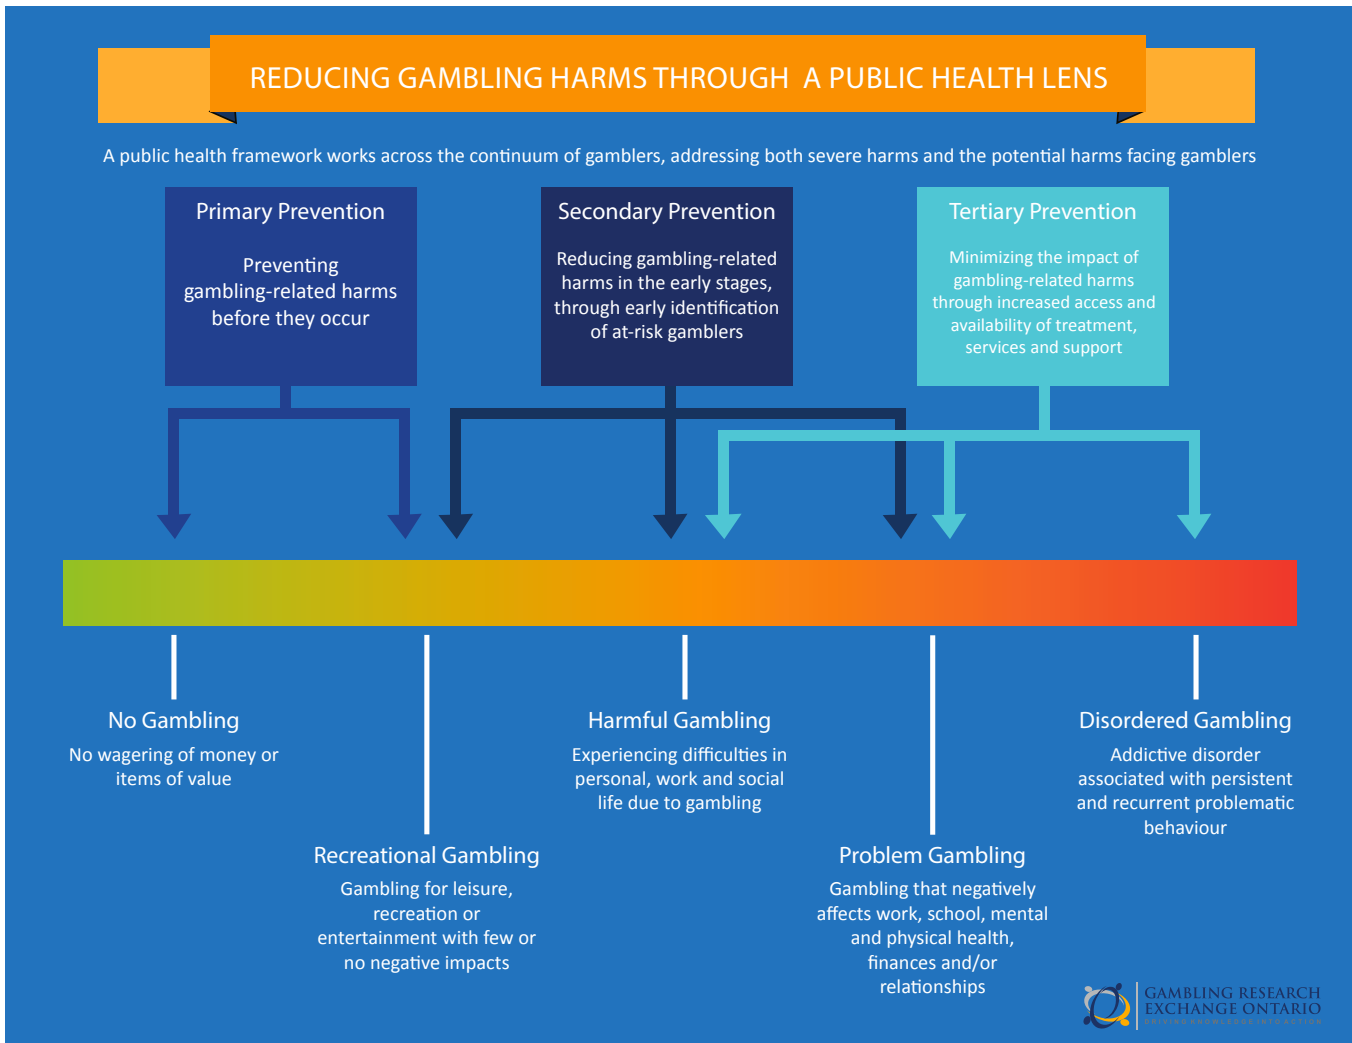 REDUCING GAMBLING HARMS THROUGH A PUBLIC HEALTH LENS
A public health framework works across the continuum of gamblers, addressing both severe harms and the potential harms facing gamblers
Primary Prevention
Preventing
gambling-related harms
before they occur
Secondary Prevention
Reducing gambling-related
harms in the early stages,
through early identification
of at-risk gamblers
Tertiary Prevention
Minimizing the impact of
gambling-related harms
through increased access and
availability of treatment,
services and support
No Gambling
No wagering of money or
items of value
Recreational Gambling
Gambling for leisure,
recreation or
entertainment with few or
no negative impacts
Harmful Gambling
Experiencing difficulties in
personal, work and social
life due to gambling
Problem Gambling
Gambling that negatively
affects work, school, mental
and physical health,
finances and/or
relationships
Disordered Gambling
Addictive disorder
associated with persistent
and recurrent problematic
behaviour
GAMBLING RESEARCH
EXCHANGE ONTARIO
DRIVING KNOWLEDGE INTO ACTION